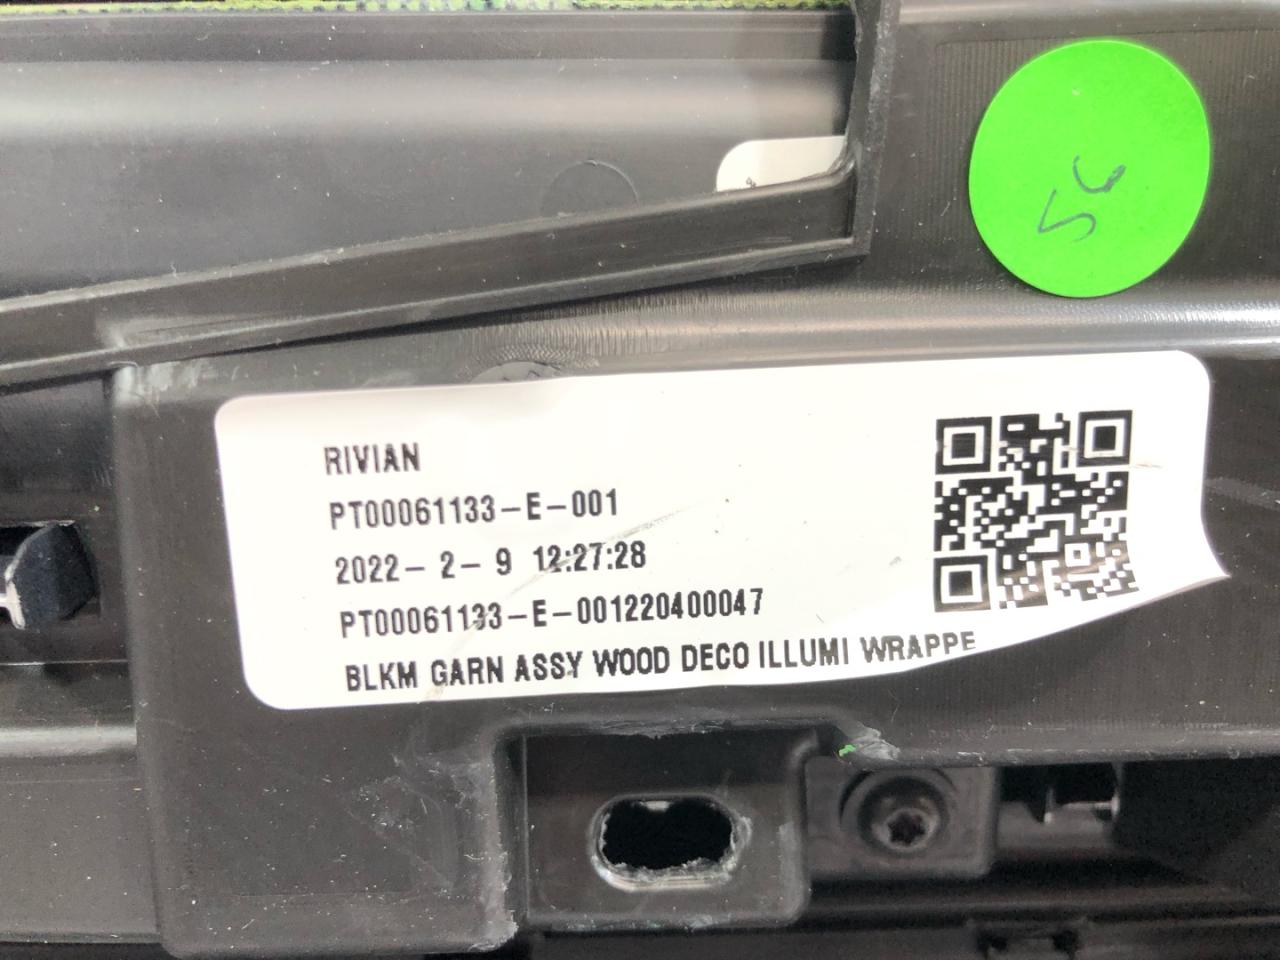 56
RIVIAN
PT00061133-E-001
2022- 2- 9 12:27:28
PT00061133-E-001220400047
BLKM GARN ASSY WOOD DECO ILLUMI WRAPPE